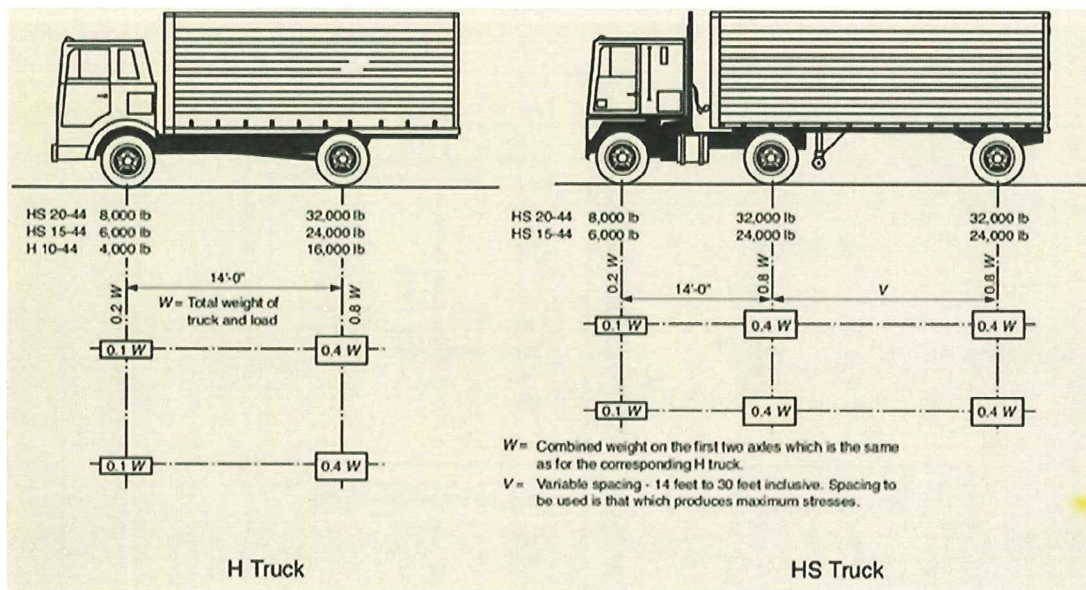 HS 20-44 8,000 lb 32,000 lb
HS 15-44 6,000 lb 24,000 lb
H 10-44 4,000 lb 16,000 lb
14'-0"
0.2 W
W = Total weight of
truck and load
0.8 W
0.1 W 0.4 W
0.1 W 0.4 W
H Truck
HS 20-44 8,000 lb 32,000 lb 32,000 lb
HS 15-44 6,000 lb 24,000 lb 24,000 lb
0.2 W 0.8 W 0.8 W
14'-0" V
0.1 W 0.4 W 0.4 W
0.1 W 0.4 W 0.4 W
W = Combined weight on the first two axles which is the same
as for the corresponding H truck.
V = Variable spacing - 14 feet to 30 feet inclusive. Spacing to
be used is that which produces maximum stresses.
HS Truck